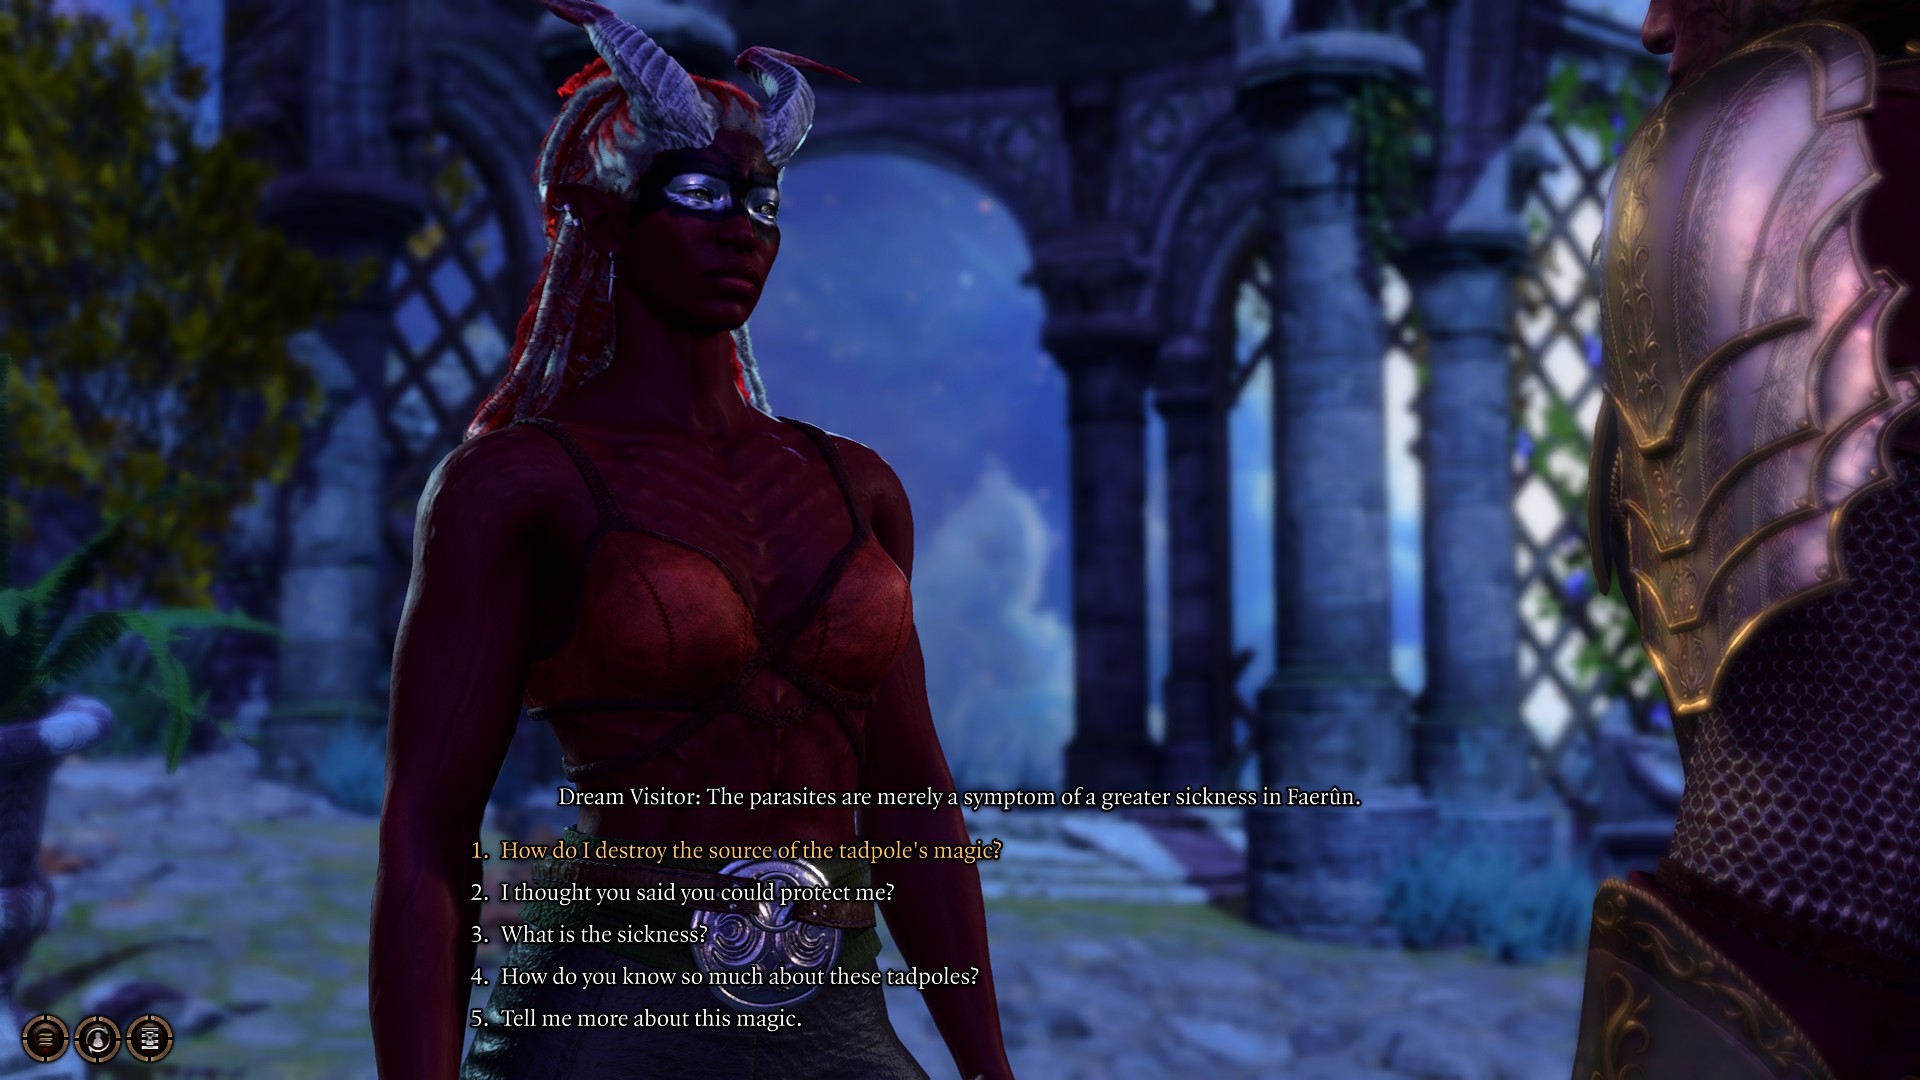 Dream Visitor: The parasites are merely a symptom of a greater sickness in Faerûn.
1. How do I destroy the source of the tadpole's magic?
2. I thought you said you could protect me?
3. What is the sickness?
4. How do you know so much about these tadpoles?
5. Tell me more about this magic.